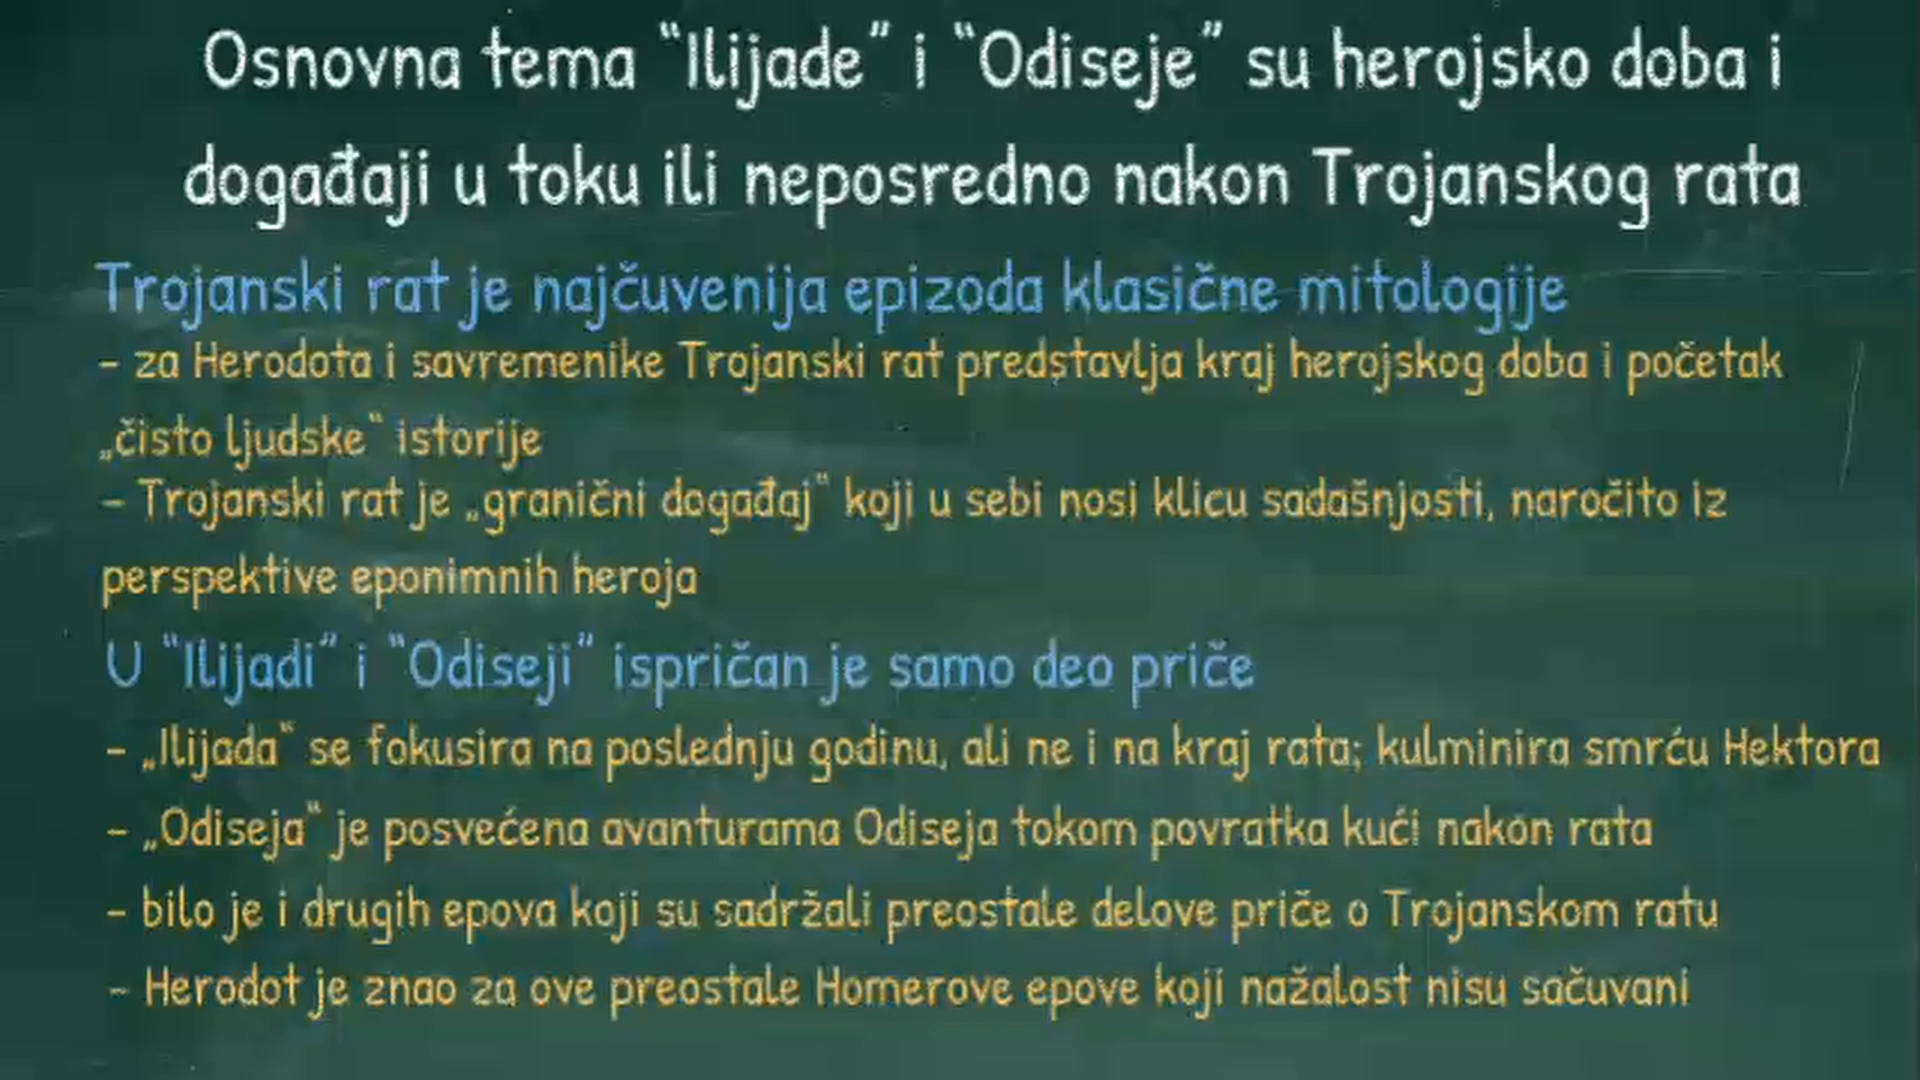 Osnovna tema “Ilijade” i “Odiseje” su herojsko doba i
događaji u toku ili neposredno nakon Trojanskog rata
Trojanski rat je najčuvenija epizoda klasične mitologije
- za Herodota i savremenike Trojanski rat predstavlja kraj herojskog doba i početak
„čisto ljudske“ istorije
- Trojanski rat je „granični događaj“ koji u sebi nosi klicu sadašnjosti, naročito iz
perspektive eponimnih heroja
U “Ilijadi” i “Odiseji” ispričan je samo deo priče
- „Ilijada“ se fokusira na poslednju godinu, ali ne i na kraj rata; kulminira smrću Hektora
- „Odiseja“ je posvećena avanturama Odiseja tokom povratka kući nakon rata
- bilo je i drugih epova koji su sadržali preostale delove priče o Trojanskom ratu
- Herodot je znao za ove preostale Homerove epove koji nažalost nisu sačuvani